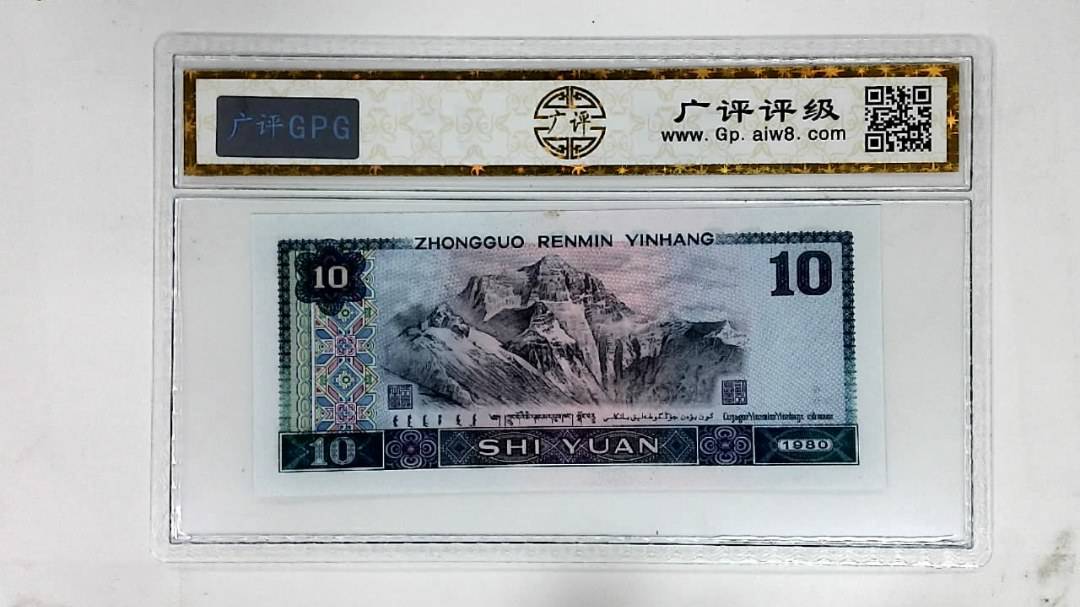 广评GPG
广评
广评评级
www.Gp.aiw8.com
ZHONGGUO RENMIN YINHANG
10
10
10
SHI YUAN
1980